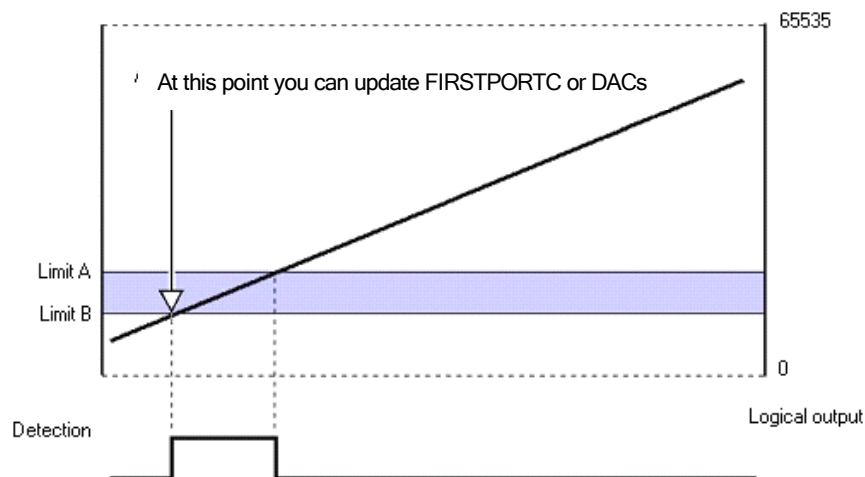 65535
At this point you can update FIRSTPORTC or DACs
Limit A
Limit B
0
Logical output
Detection